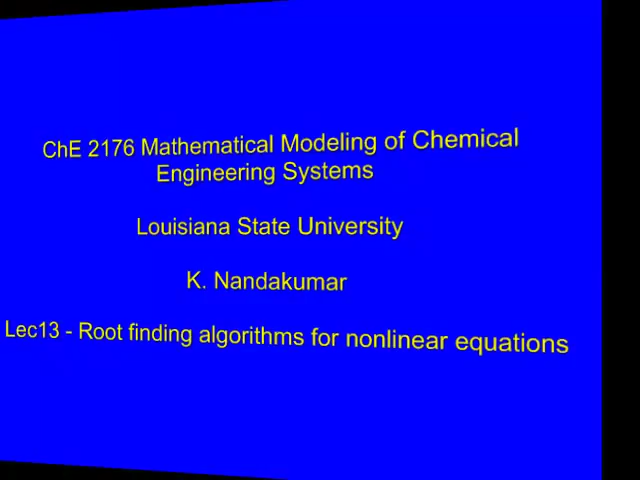 ChE 2176 Mathematical Modeling of Chemical
Engineering Systems
Louisiana State University
K. Nandakumar
Lec13 - Root finding algorithms for nonlinear equations